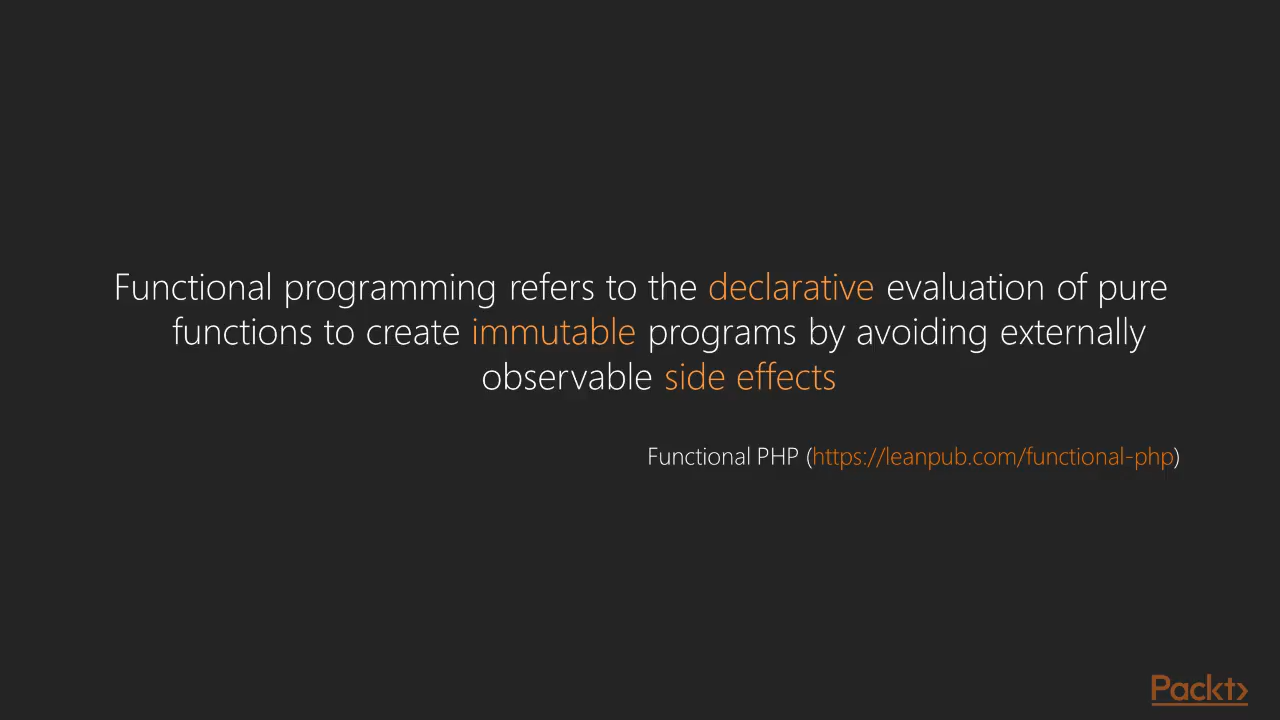 Functional programming refers to the declarative evaluation of pure
functions to create immutable programs by avoiding externally
observable side effects
Functional PHP (https://leanpub.com/functional-php)
Packt>